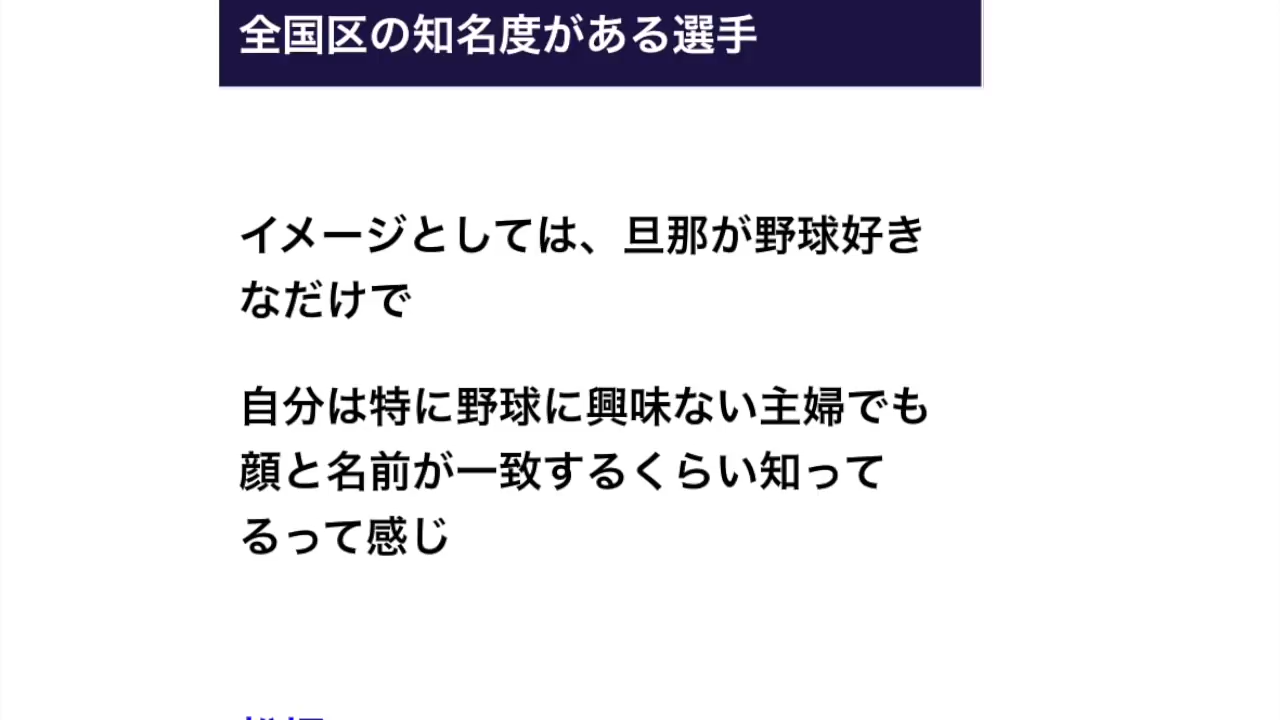 全国区の知名度がある選手
イメージとしては、旦那が野球好き
なだけで
自分は特に野球に興味ない主婦でも
顔と名前が一致するくらい知って
るって感じ